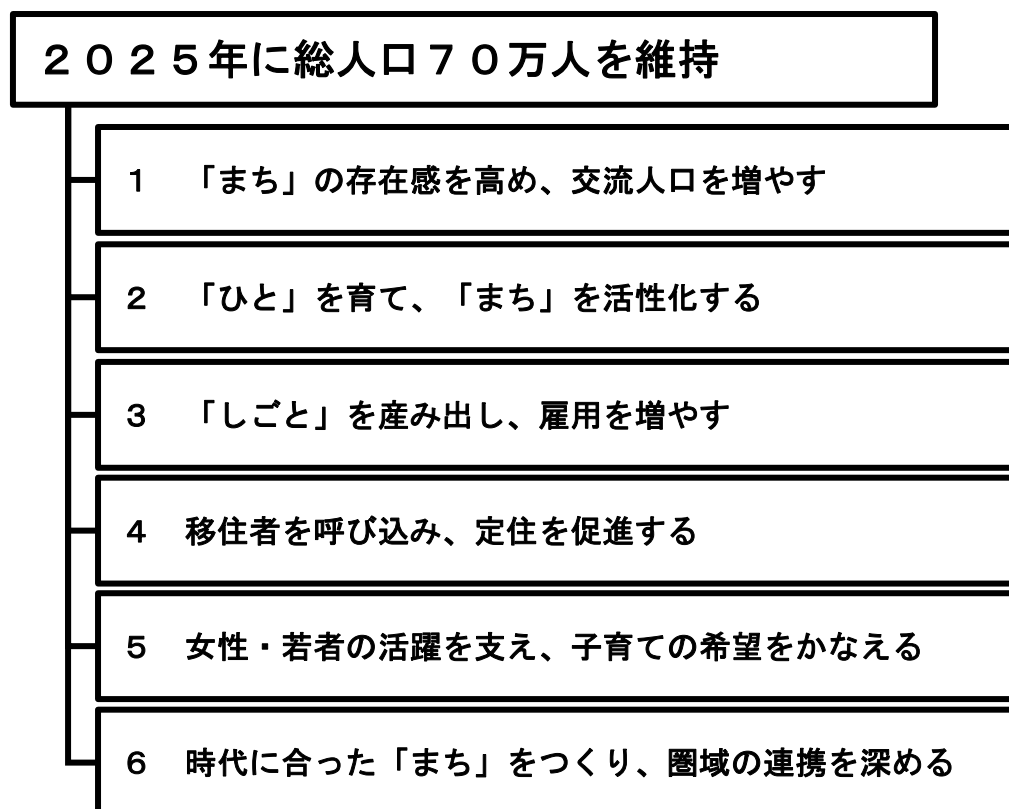 ２０２５年に総人口７０万人を維持
１　「まち」の存在感を高め、交流人口を増やす
２　「ひと」を育て、「まち」を活性化する
３　「しごと」を産み出し、雇用を増やす
４　移住者を呼び込み、定住を促進する
５　女性・若者の活躍を支え、子育ての希望をかなえる
６　時代に合った「まち」をつくり、圏域の連携を深める